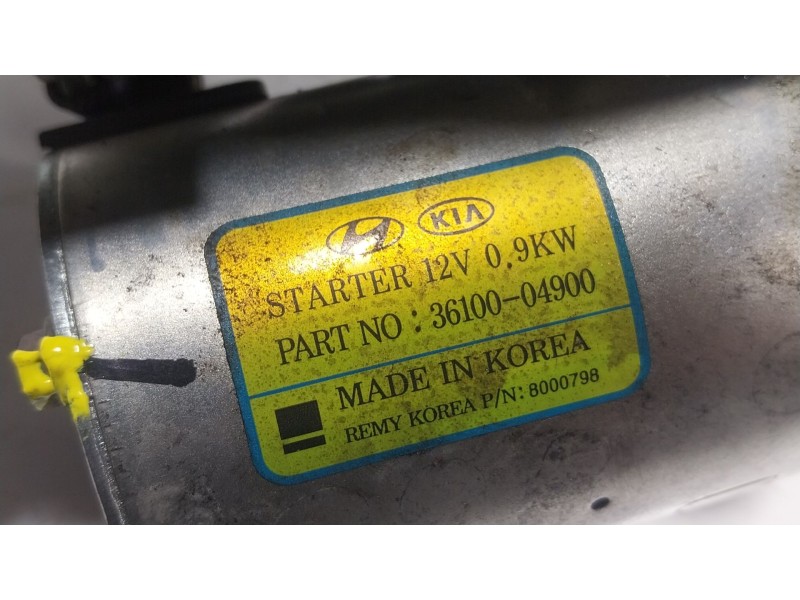 KIA
STARTER 12V 0.9KW
PART NO : 36100-04900
MADE IN KOREA
REMY KOREA P/N: 8000798